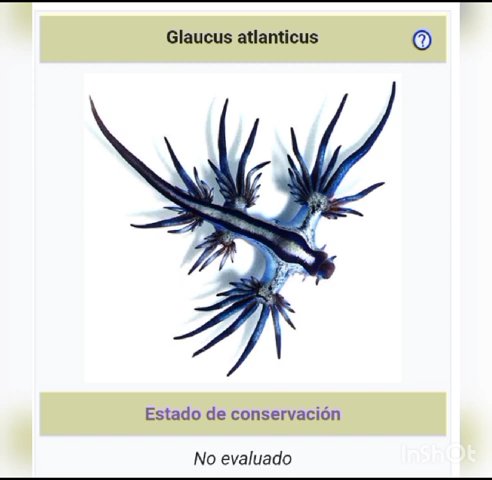 Glaucus atlanticus
?
Estado de conservación
No evaluado
InShOt